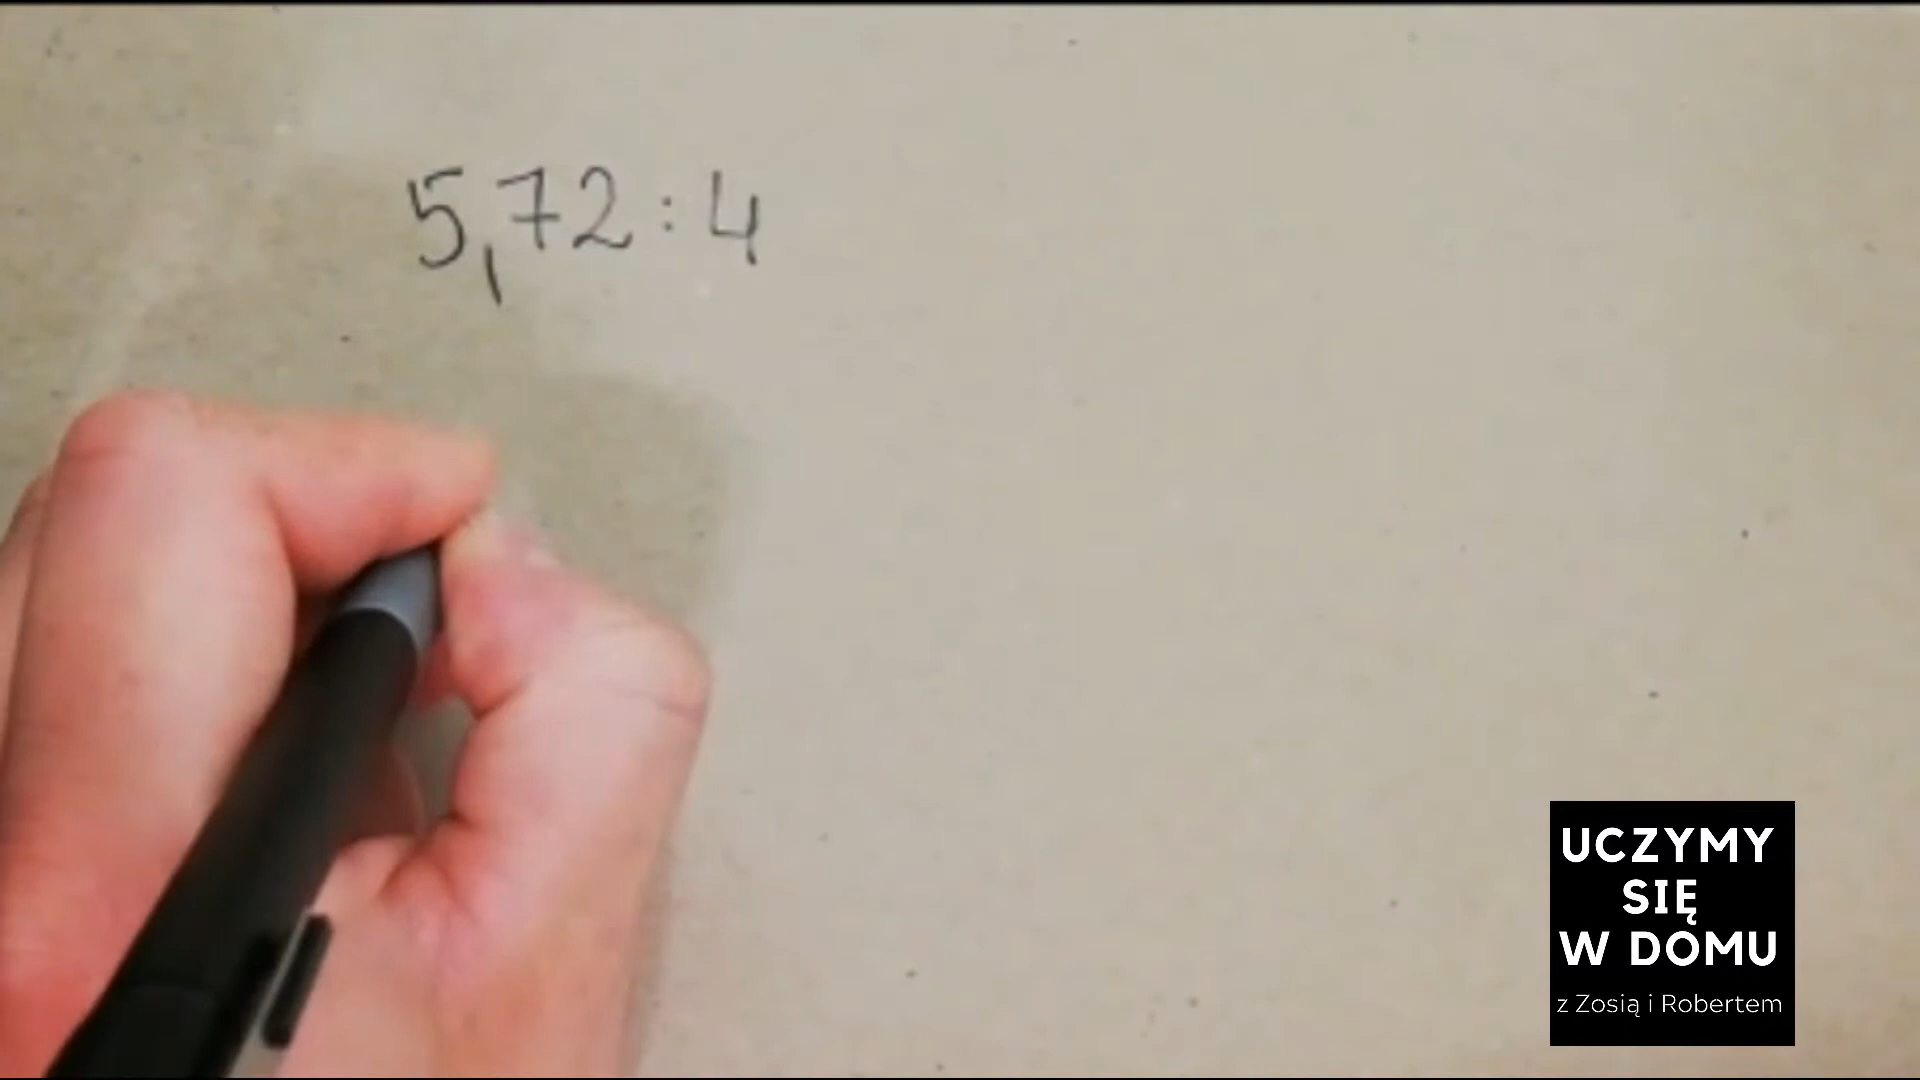 5,72 : 4
UCZYMY
SIĘ
W DOMU
z Zosią i Robertem